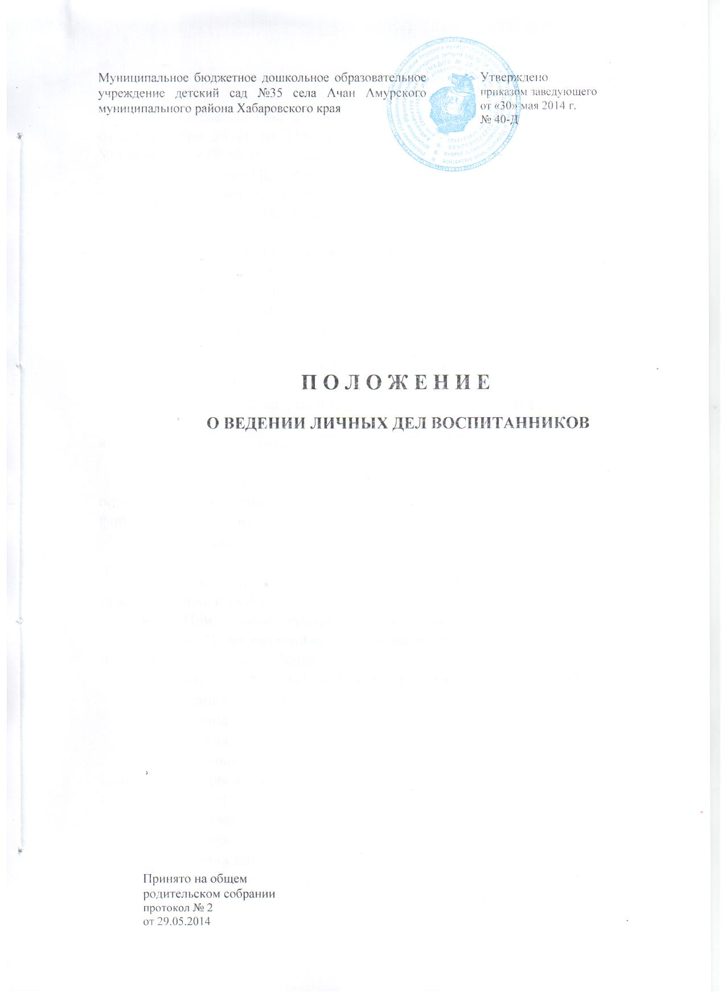 Муниципальное бюджетное дошкольное образовательное
учреждение детский сад №35 села Ачан Амурского
муниципального района Хабаровского края
Утверждено
приказом заведующего
от «30» мая 2014 г.
№ 40-Д
П О Л О Ж Е Н И Е
О ВЕДЕНИИ ЛИЧНЫХ ДЕЛ ВОСПИТАННИКОВ
Принято на общем
родительском собрании
протокол № 2
от 29.05.2014